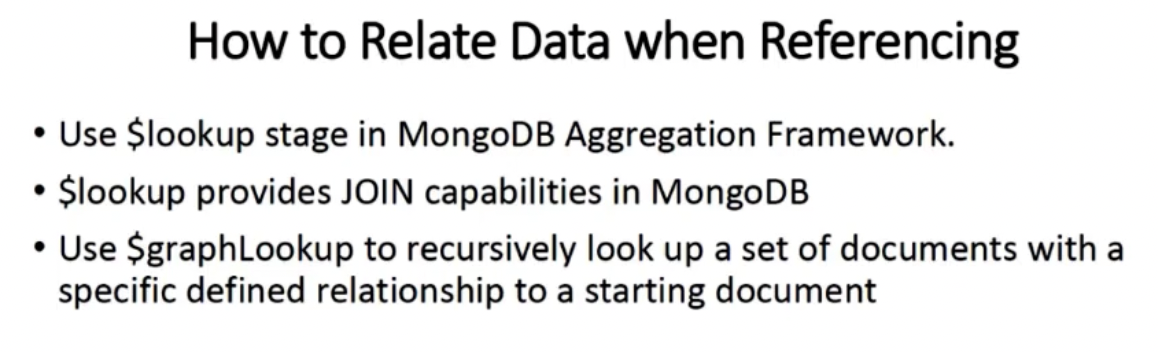 How to Relate Data when Referencing
• Use $lookup stage in MongoDB Aggregation Framework.
• $lookup provides JOIN capabilities in MongoDB
• Use $graphLookup to recursively look up a set of documents with a
specific defined relationship to a starting document